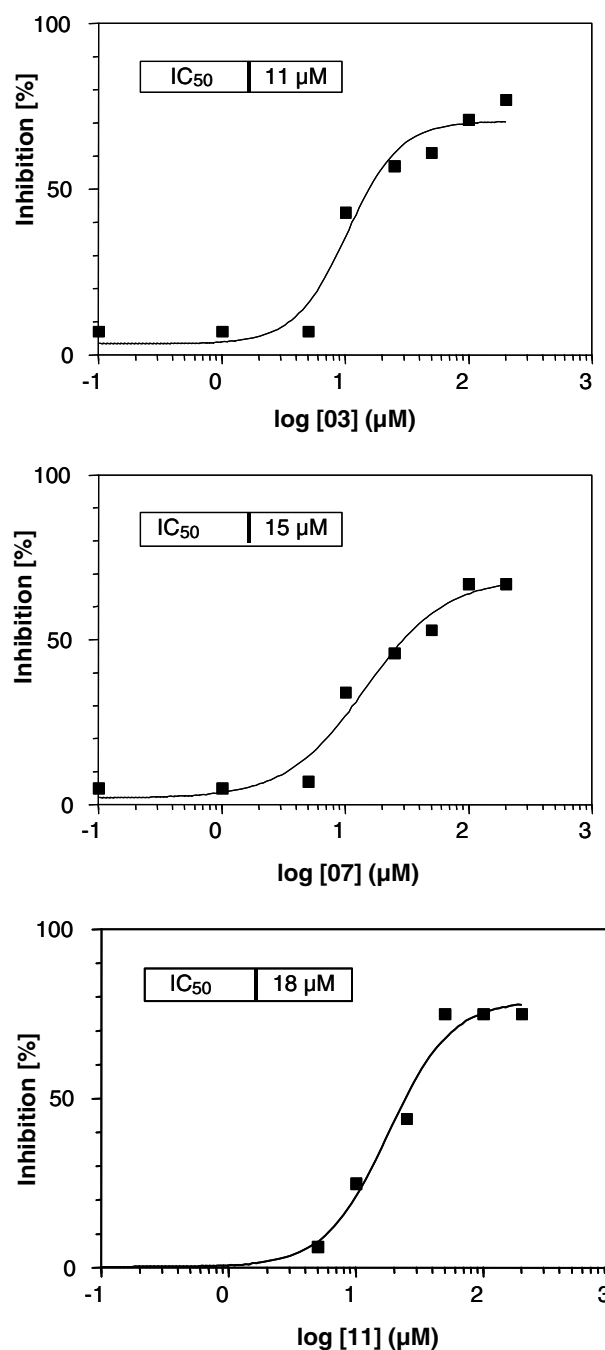 100
IC50 11 µM
Inhibition [%]
50
0
-1 0 1 2 3
log [03] (µM)
100
IC50 15 µM
Inhibition [%]
50
0
-1 0 1 2 3
log [07] (µM)
100
IC50 18 µM
Inhibition [%]
50
0
-1 0 1 2 3
log [11] (µM)